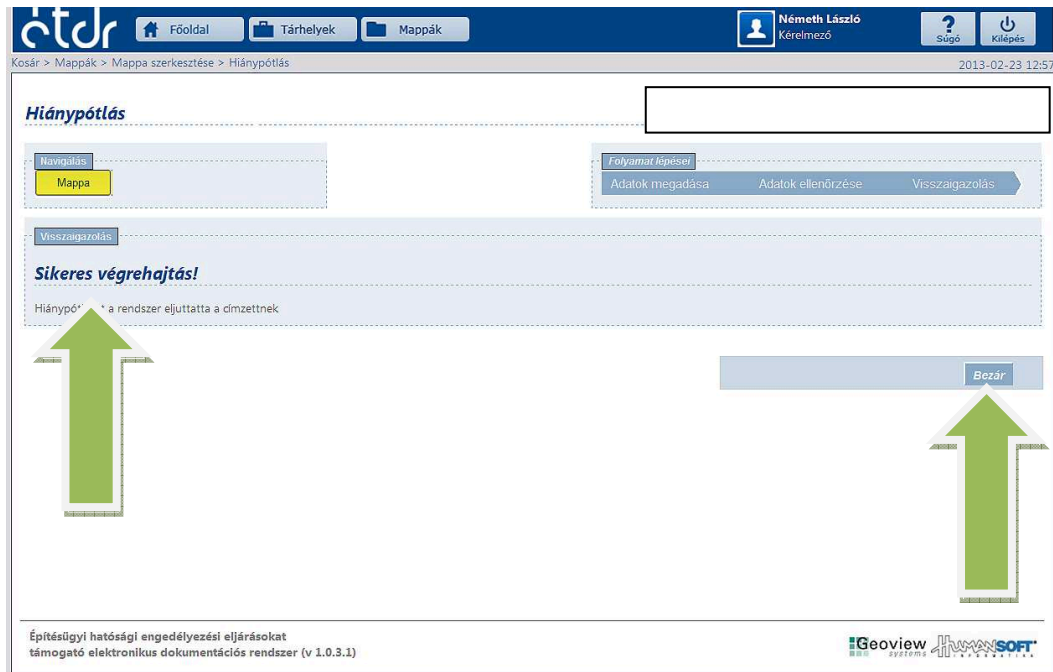 étdr
Főoldal
Tárhelyek
Mappák
Németh László
Kérelmező
?
Súgó
Kilépés
Kosár > Mappák > Mappa szerkesztése > Hiánypótlás
2013-02-23 12:57
Hiánypótlás
Navigálás
Mappa
Folyamat lépései
Adatok megadása
Adatok ellenőrzése
Visszaigazolás
Visszaigazolás
Sikeres végrehajtás!
a rendszer eljuttatta a címzettnek
Bezár
Építésügyi hatósági engedélyezési eljárásokat
támogató elektronikus dokumentációs rendszer (v 1.0.3.1)
Geoview
systems
HUMANSOFT
INFORMATIKA